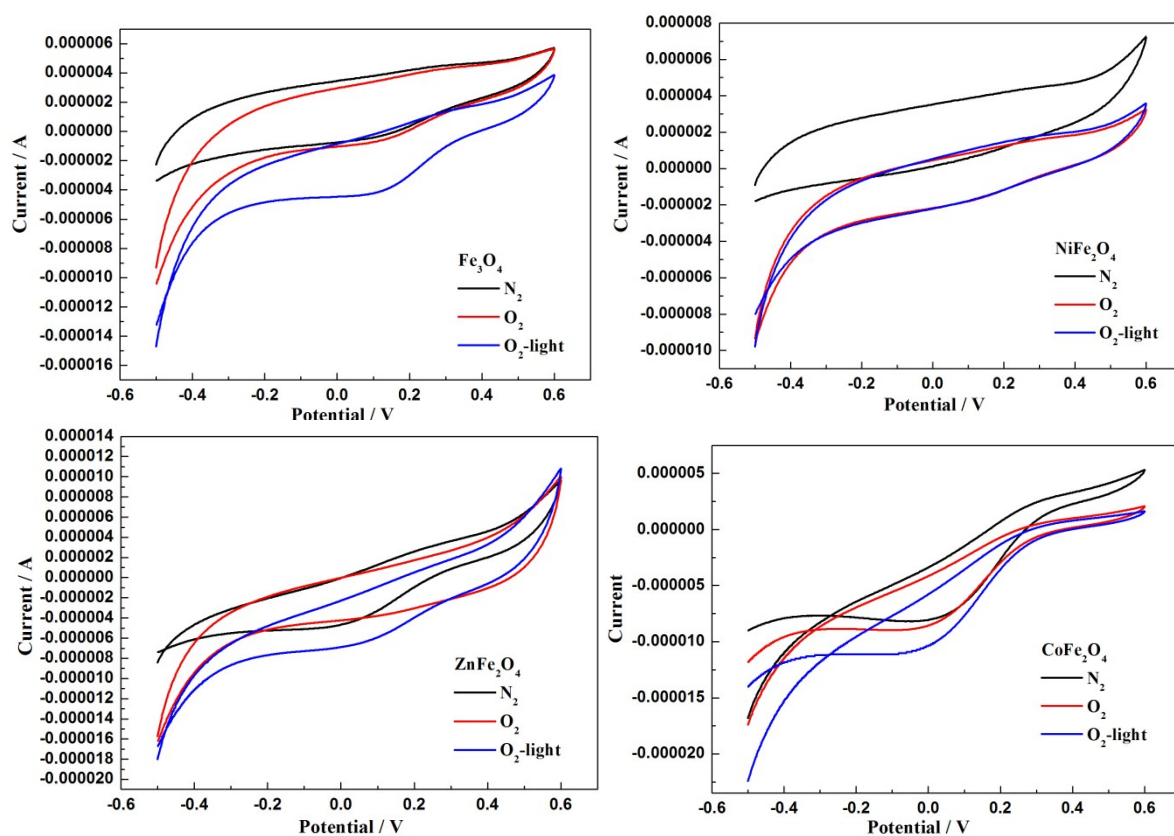 0.000006
0.000004
0.000002
0.000000
-0.000002
-0.000004
-0.000006
-0.000008
-0.000010
-0.000012
-0.000014
-0.000016
Current / A
Fe₃O₄
N₂
O₂
O₂-light
-0.6 -0.4 -0.2 0.0 0.2 0.4 0.6
Potential / V
0.000008
0.000006
0.000004
0.000002
0.000000
-0.000002
-0.000004
-0.000006
-0.000008
-0.000010
Current / A
NiFe₂O₄
N₂
O₂
O₂-light
-0.6 -0.4 -0.2 0.0 0.2 0.4 0.6
Potential / V
0.000014
0.000012
0.000010
0.000008
0.000006
0.000004
0.000002
0.000000
-0.000002
-0.000004
-0.000006
-0.000008
-0.000010
-0.000012
-0.000014
-0.000016
-0.000018
-0.000020
Current / A
ZnFe₂O₄
N₂
O₂
O₂-light
-0.6 -0.4 -0.2 0.0 0.2 0.4 0.6
Potential / V
0.000005
0.000000
-0.000005
-0.000010
-0.000015
-0.000020
Current
CoFe₂O₄
N₂
O₂
O₂-light
-0.6 -0.4 -0.2 0.0 0.2 0.4 0.6
Potential / V